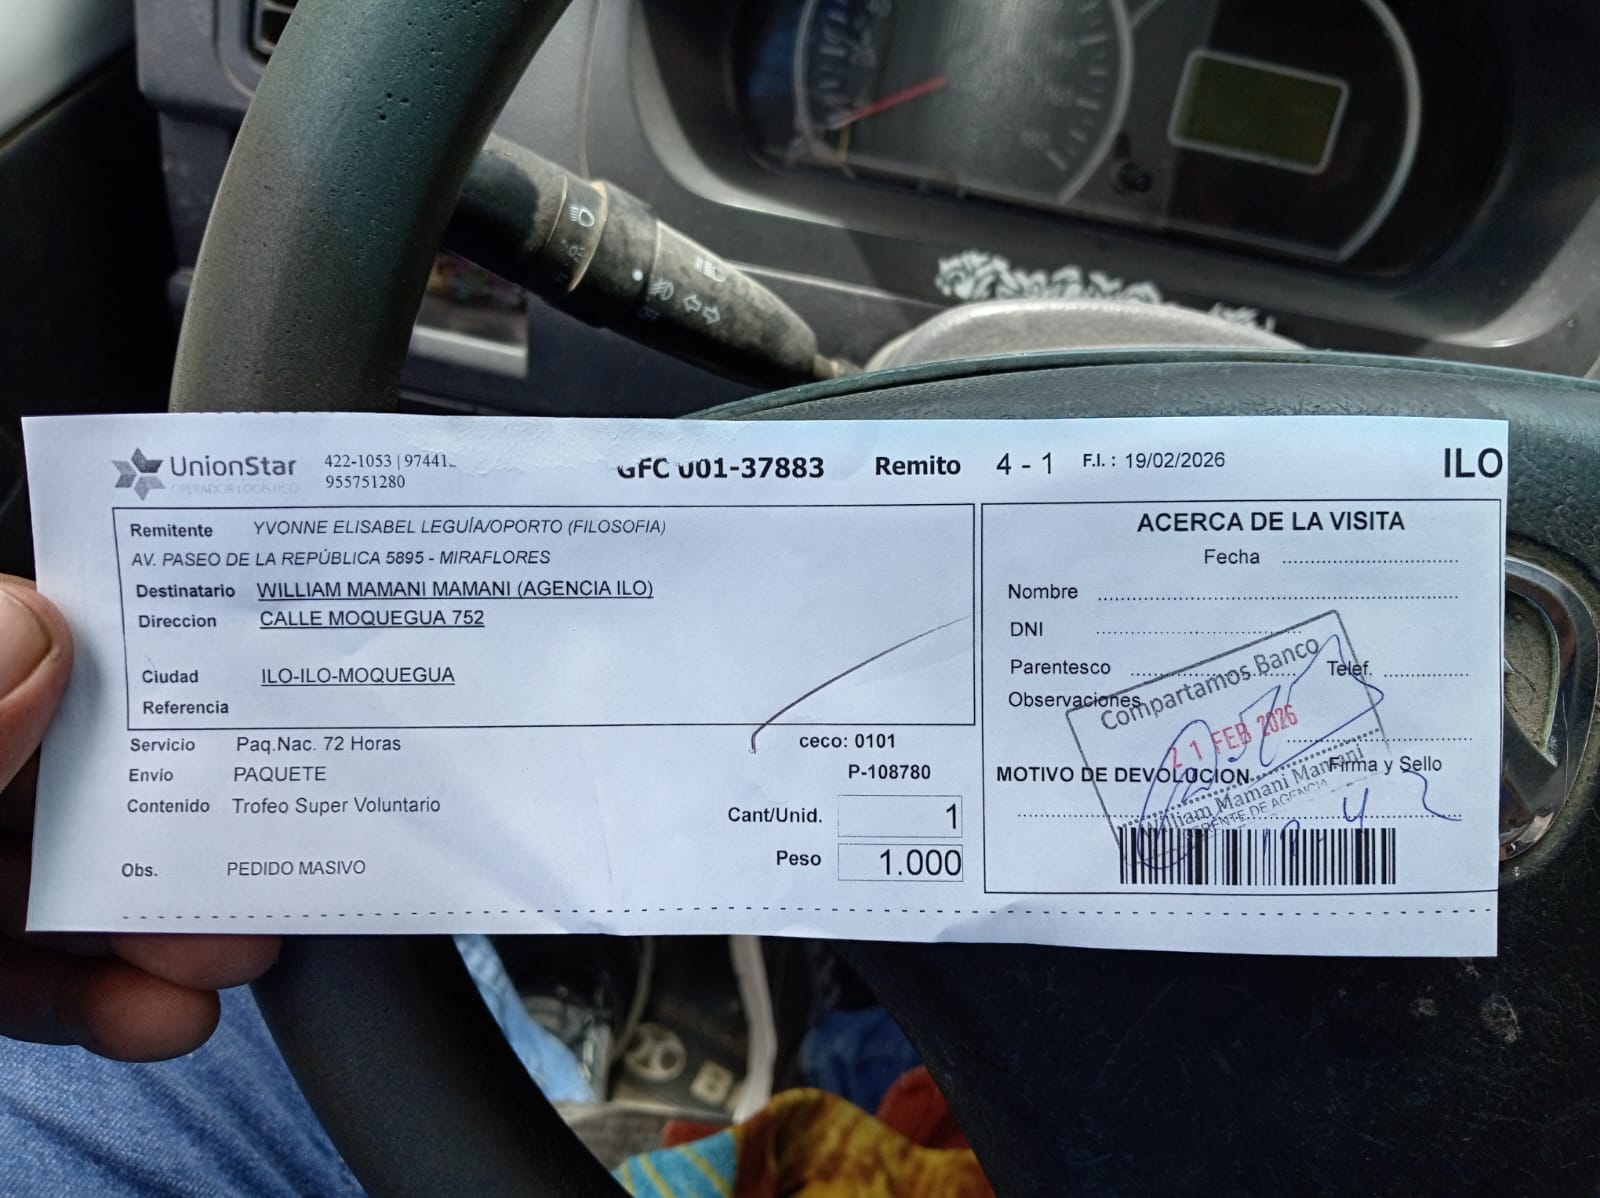 UnionStar
OPERADOR LOGÍSTICO
422-1053 | 97441
955751280
GFC 001-37883 Remito 4 - 1 F.I. : 19/02/2026 ILO
Remitente YVONNE ELISABEL LEGUÍA/OPORTO (FILOSOFIA)
AV. PASEO DE LA REPÚBLICA 5895 - MIRAFLORES
Destinatario WILLIAM MAMANI MAMANI (AGENCIA ILO)
Direccion CALLE MOQUEGUA 752
Ciudad ILO-ILO-MOQUEGUA
Referencia
Servicio Paq.Nac. 72 Horas
ceco: 0101
Envío PAQUETE
P-108780
Contenido Trofeo Super Voluntario
Cant/Unid. 1
Peso 1.000
Obs. PEDIDO MASIVO
ACERCA DE LA VISITA
Fecha
Nombre
DNI
Parentesco Telef.
Observaciones
MOTIVO DE DEVOLUCION Firma y Sello
Compartamos Banco
21 FEB 2026
William Mamani Mamani
GERENTE DE AGENCIA
OFF